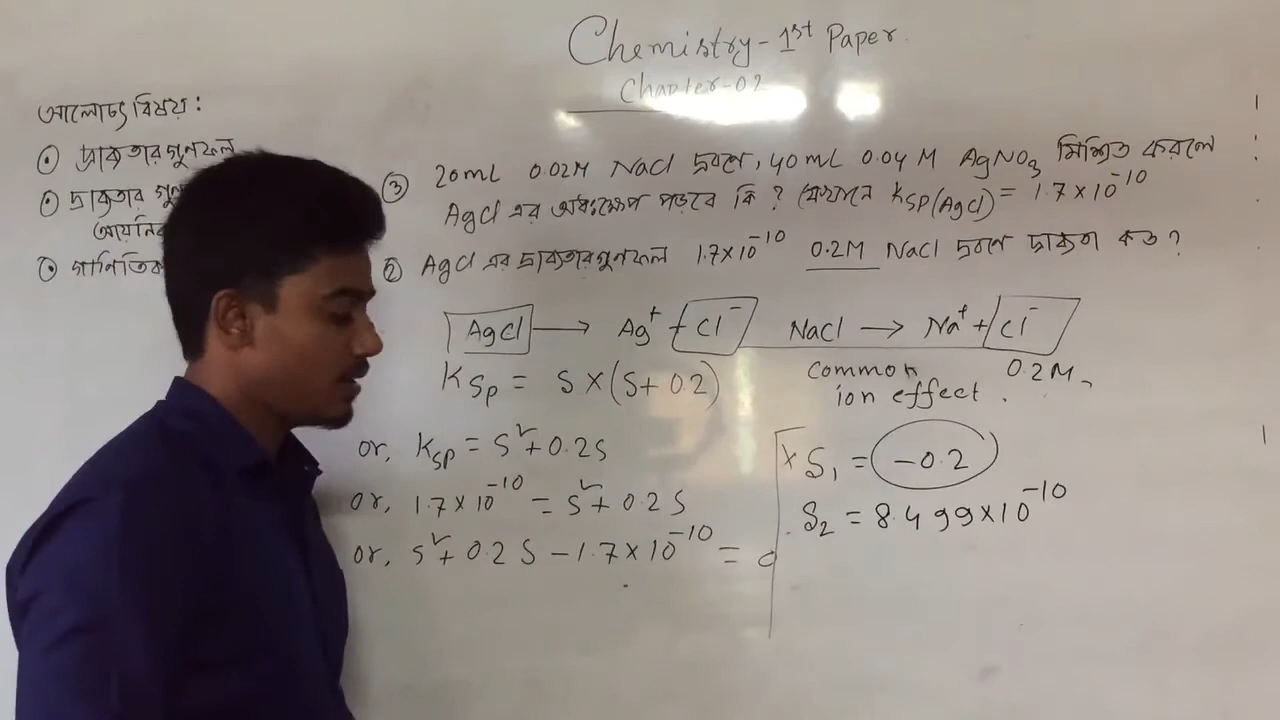 Chemistry - 1st Paper
Chapter-02
আলোচ্য বিষয় :
দ্রাব্যতার গুণফল
দ্রাব্যতার
③ 20mL 0.02M NaCl দ্রবণে, 40mL 0.04 M AgNO₃ মিশ্রিত করলে
AgCl এর অধঃক্ষেপ পড়বে কি ? যেখানে Ksp(AgCl) = 1.7×10⁻¹⁰
② AgCl এর দ্রাব্যতার গুণফল 1.7×10⁻¹⁰ 0.2M NaCl দ্রবণে দ্রাব্যতা কত ?
AgCl → Ag⁺ + Cl⁻ NaCl → Na⁺ + Cl⁻
Ksp = S×(S+0.2) common ion effect . 0.2M
or, Ksp = S²+0.2S
or, 1.7×10⁻¹⁰ = S²+0.2S
or, S²+0.2S – 1.7×10⁻¹⁰ = 0
× S₁ = -0.2
S₂ = 8.499×10⁻¹⁰